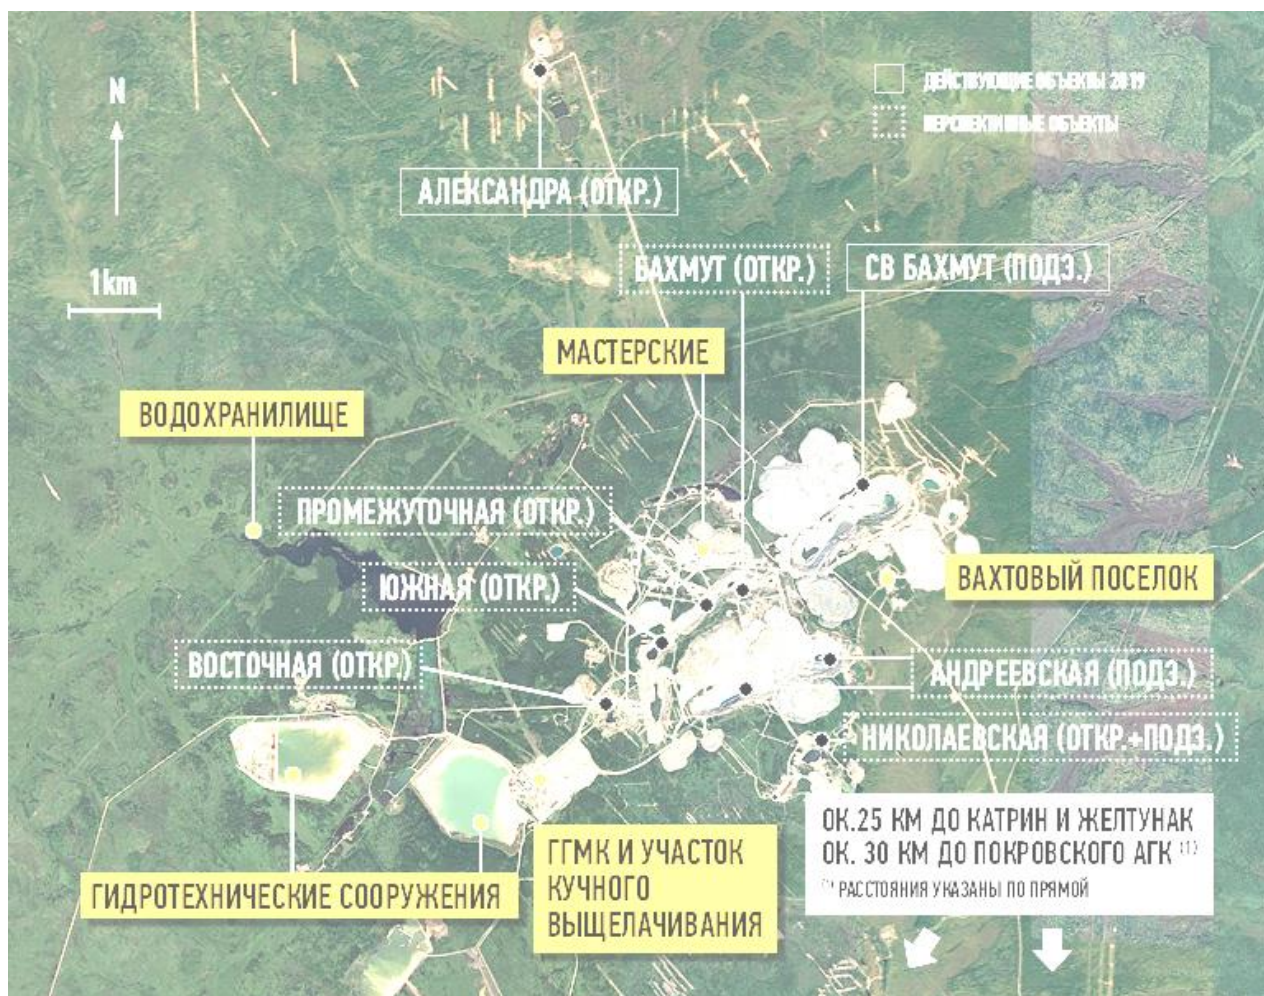 N
ДЕЙСТВУЮЩИЕ ОБЪЕКТЫ 2019
ПЕРСПЕКТИВНЫЕ ОБЪЕКТЫ
АЛЕКСАНДРА (ОТКР.)
БАХМУТ (ОТКР.)
СВ БАХМУТ (ПОДЗ.)
1km
МАСТЕРСКИЕ
ВОДОХРАНИЛИЩЕ
ПРОМЕЖУТОЧНАЯ (ОТКР.)
ЮЖНАЯ (ОТКР.)
ВАХТОВЫЙ ПОСЕЛОК
ВОСТОЧНАЯ (ОТКР.)
АНДРЕЕВСКАЯ (ПОДЗ.)
НИКОЛАЕВСКАЯ (ОТКР.+ПОДЗ.)
ОК.25 КМ ДО КАТРИН И ЖЕЛТУНАК
ОК. 30 КМ ДО ПОКРОВСКОГО АГК (1)
(1) РАССТОЯНИЯ УКАЗАНЫ ПО ПРЯМОЙ
ГИДРОТЕХНИЧЕСКИЕ СООРУЖЕНИЯ
ГГМК И УЧАСТОК
КУЧНОГО
ВЫЩЕЛАЧИВАНИЯ